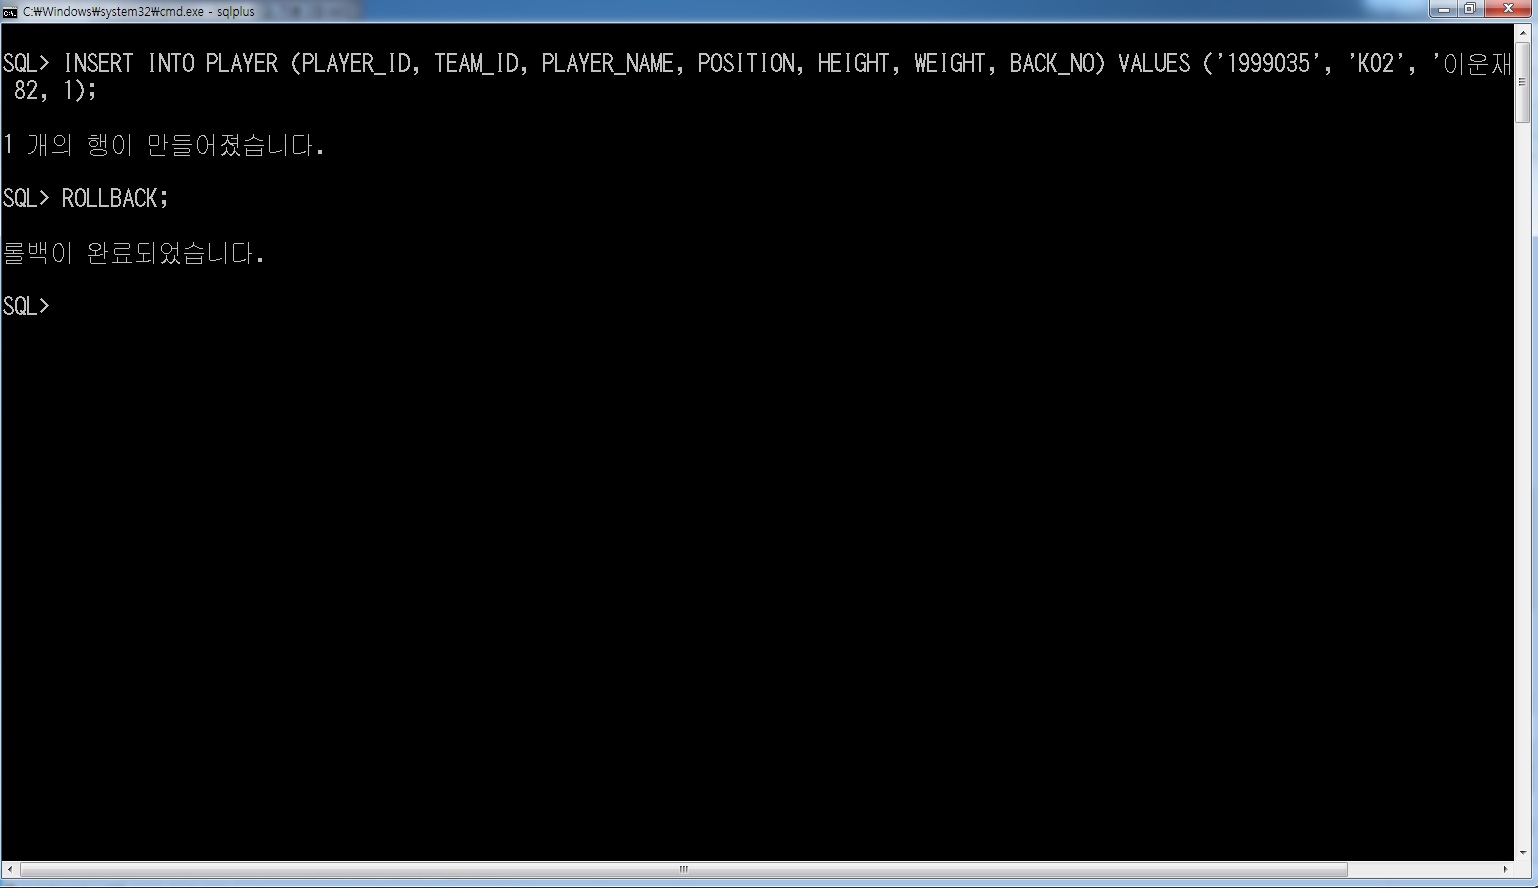 C:₩Windows₩system32₩cmd.exe - sqlplus
SQL> INSERT INTO PLAYER (PLAYER_ID, TEAM_ID, PLAYER_NAME, POSITION, HEIGHT, WEIGHT, BACK_NO) VALUES ('1999035', 'K02', '이운재
82, 1);
1 개의 행이 만들어졌습니다.
SQL> ROLLBACK;
롤백이 완료되었습니다.
SQL>